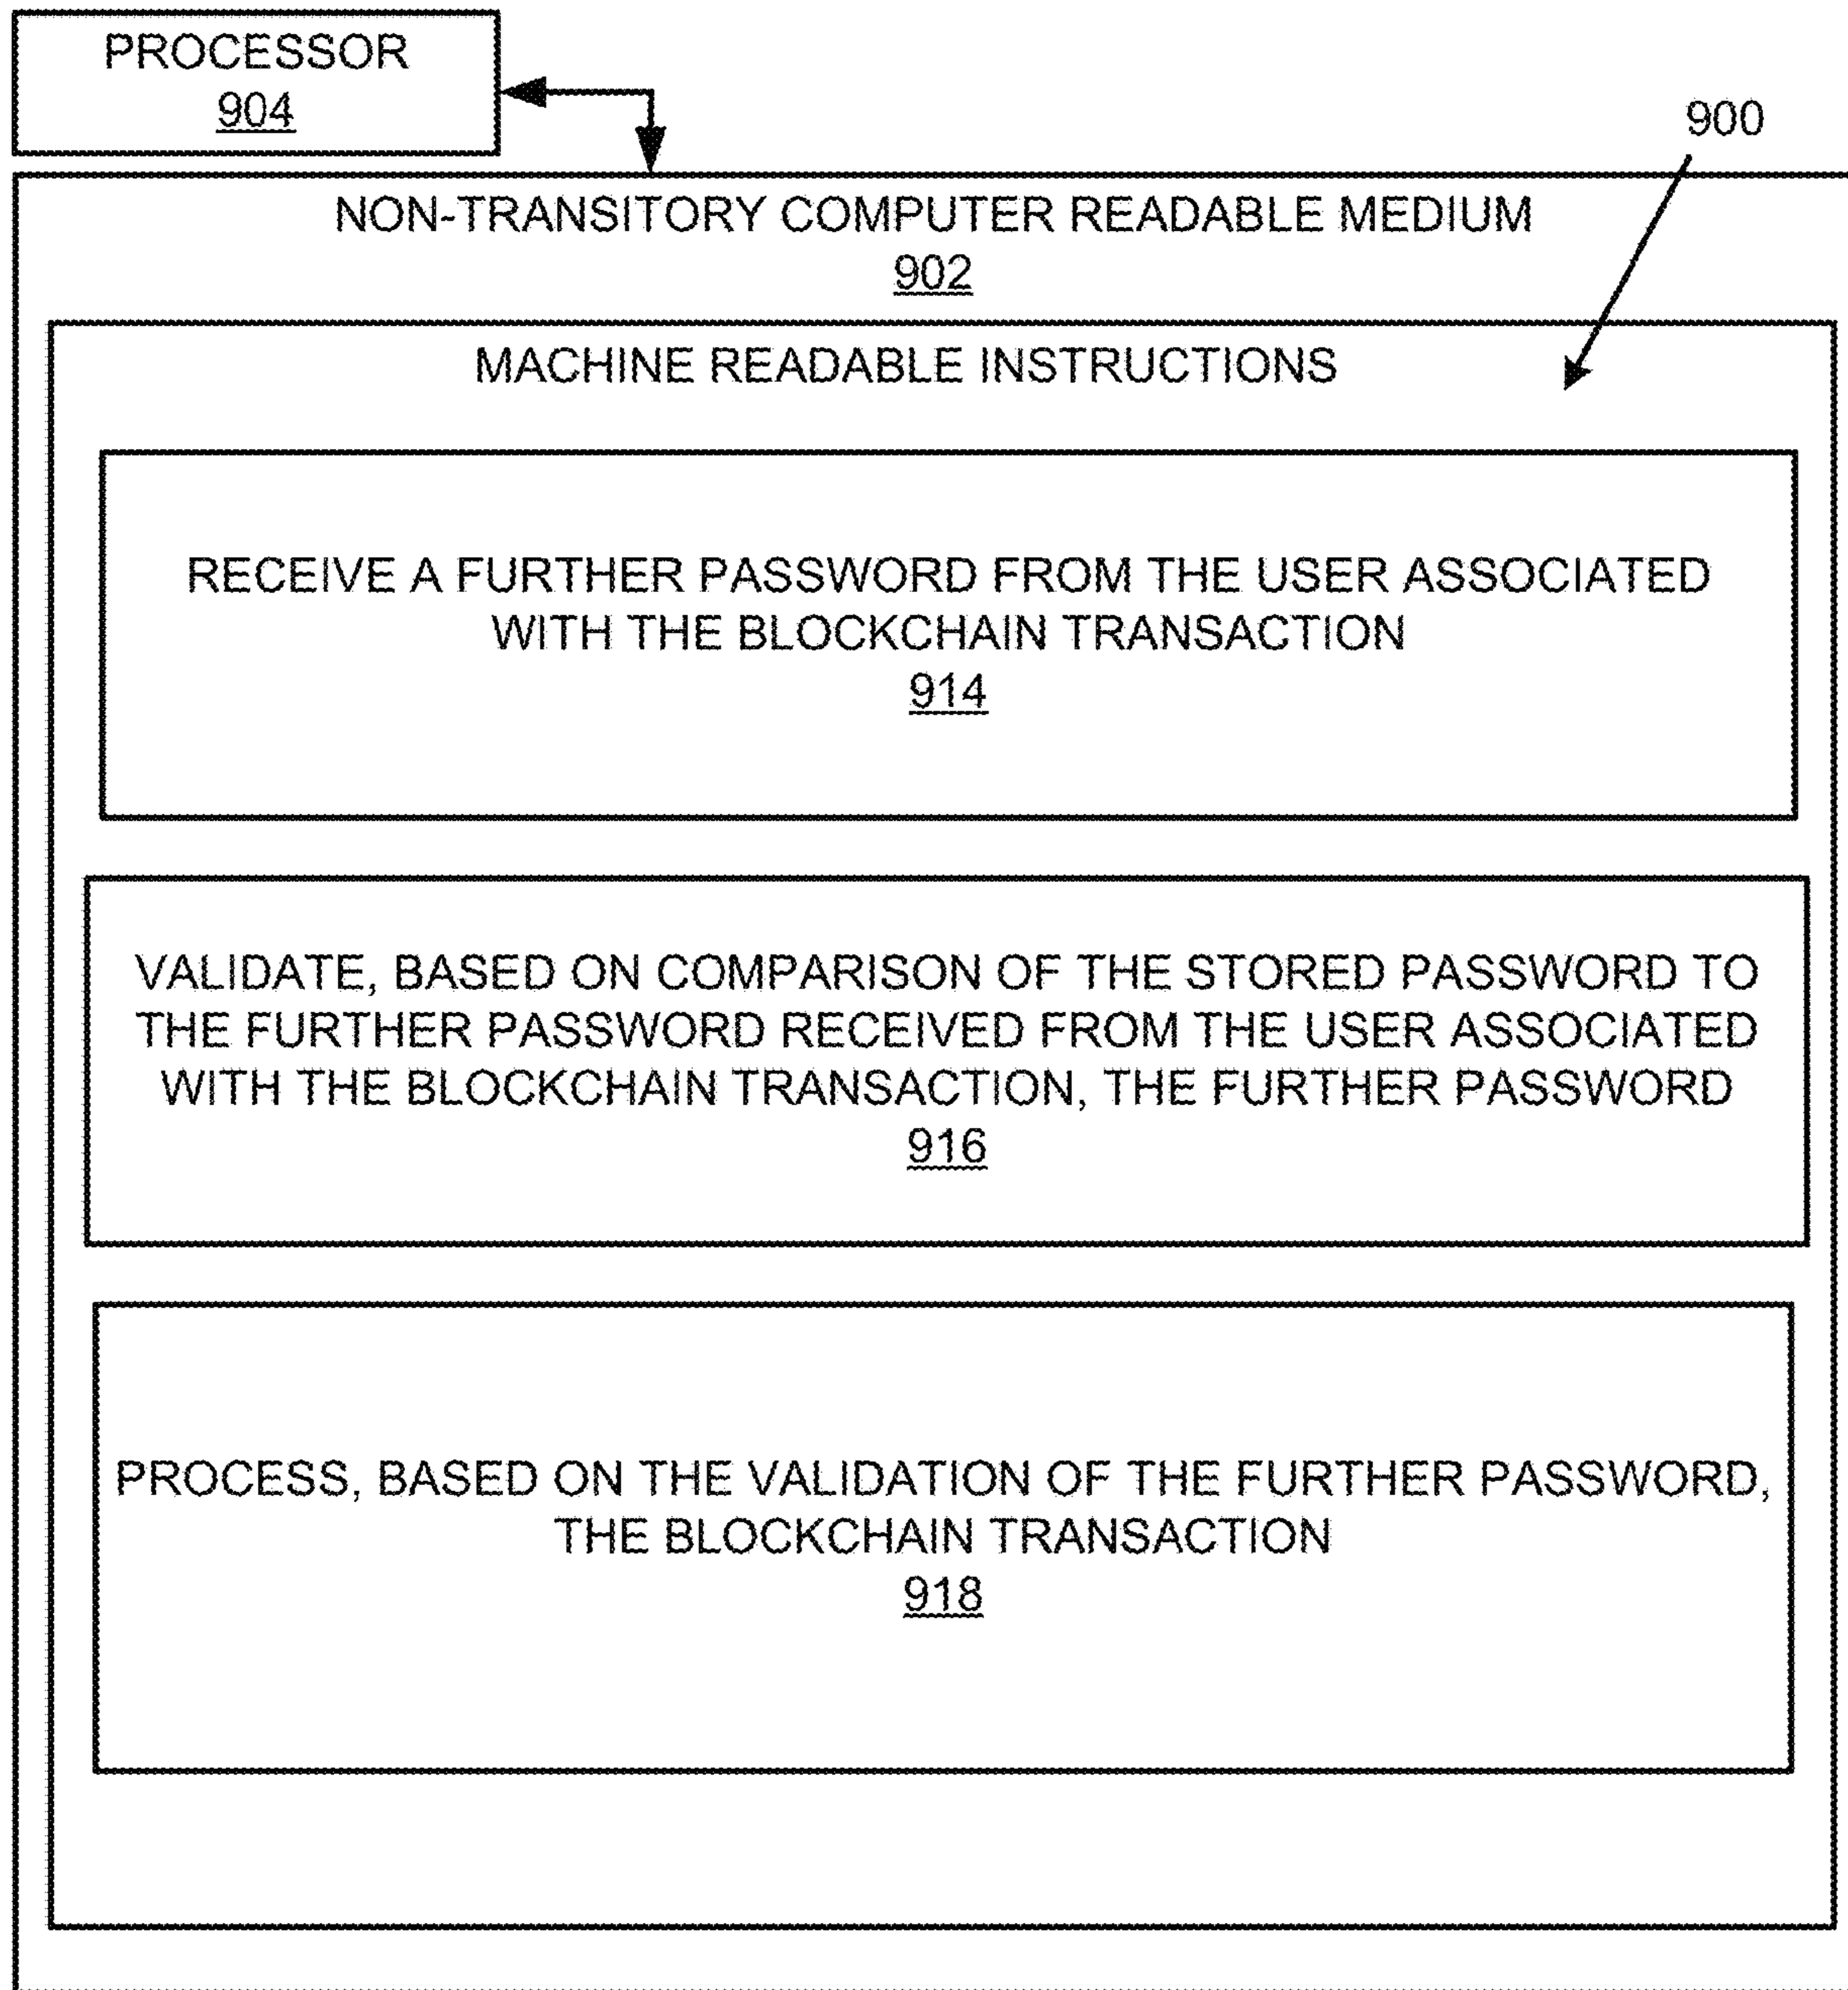 PROCESSOR
904
900
NON-TRANSITORY COMPUTER READABLE MEDIUM
902
MACHINE READABLE INSTRUCTIONS
RECEIVE A FURTHER PASSWORD FROM THE USER ASSOCIATED
WITH THE BLOCKCHAIN TRANSACTION
914
VALIDATE, BASED ON COMPARISON OF THE STORED PASSWORD TO
THE FURTHER PASSWORD RECEIVED FROM THE USER ASSOCIATED
WITH THE BLOCKCHAIN TRANSACTION, THE FURTHER PASSWORD
916
PROCESS, BASED ON THE VALIDATION OF THE FURTHER PASSWORD,
THE BLOCKCHAIN TRANSACTION
918